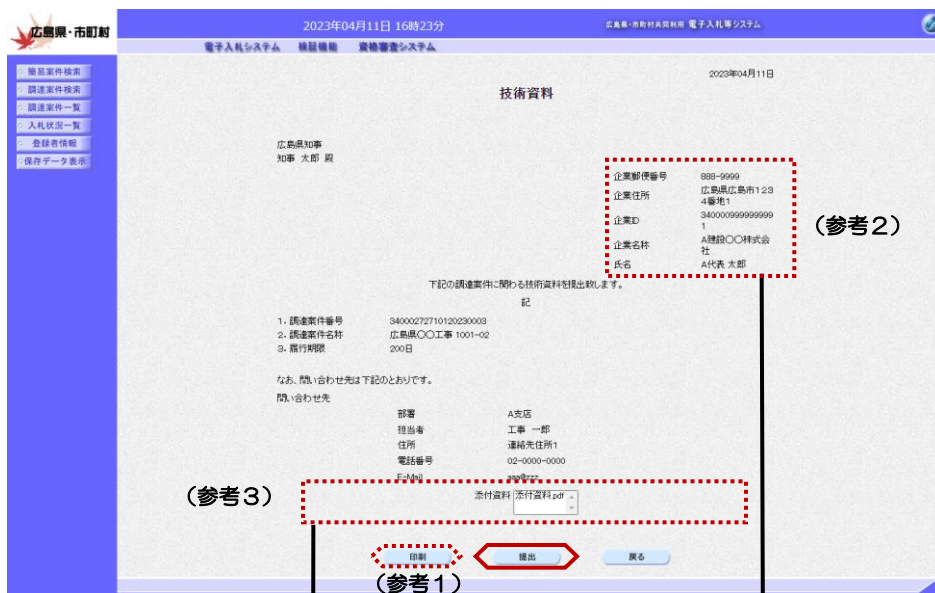 広島県・市町村
2023年04月11日 16時23分
広島県・市町村共同利用 電子入札等システム
電子入札システム 検証機能 資格審査システム
簡易案件検索
調達案件検索
調達案件一覧
入札状況一覧
登録者情報
保存データ表示
2023年04月11日
技術資料
広島県知事
知事 太郎 殿
企業郵便番号 888-9999
企業住所 広島県広島市123
4番地1
企業ID 340000999999999
1
企業名称 A建設〇〇株式会
社
氏名 A代表 太郎
(参考2)
下記の調達案件に関わる技術資料を提出致します。
記
1. 調達案件番号 34000272710120230003
2. 調達案件名称 広島県〇〇工事 1001-02
3. 履行期限 200日
なお、問い合わせ先は下記のとおりです。
問い合わせ先
部署 A支店
担当者 工事 一郎
住所 連絡先住所1
電話番号 02-0000-0000
E-Mail aaa@zzz
(参考3)
添付資料 添付資料.pdf
印刷 提出 戻る
(参考1)